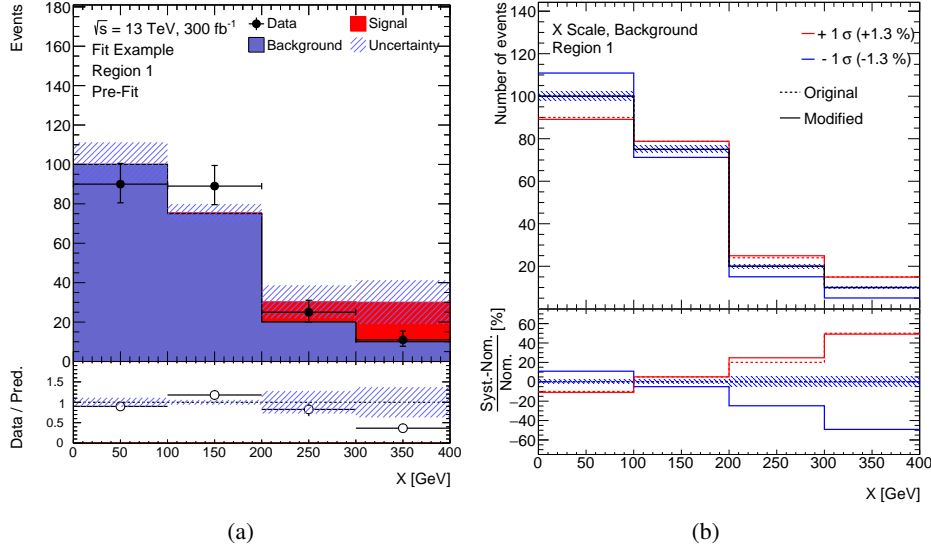 Events
180
160
140
120
100
80
60
40
20
0
√s = 13 TeV, 300 fb⁻¹
Fit Example
Region 1
Pre-Fit
Data
Signal
Background
Uncertainty
Data / Pred.
1.5
1
0.5
0
0 50 100 150 200 250 300 350 400
X [GeV]
(a)
Number of events
140
120
100
80
60
40
20
X Scale, Background
Region 1
+ 1 σ (+1.3 %)
- 1 σ (-1.3 %)
Original
Modified
Syst.-Nom.
Nom.
[%]
60
40
20
0
−20
−40
−60
0 50 100 150 200 250 300 350 400
X [GeV]
(b)